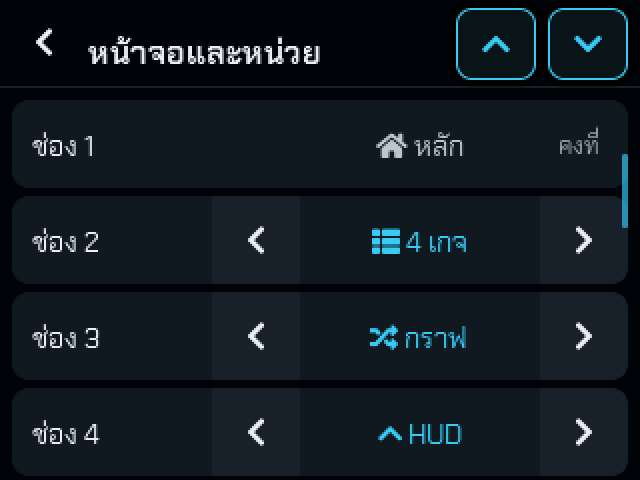 หน้าจอและหน่วย
ช่อง 1 หลัก คงที่
ช่อง 2 4 เกจ
ช่อง 3 กราฟ
ช่อง 4 HUD